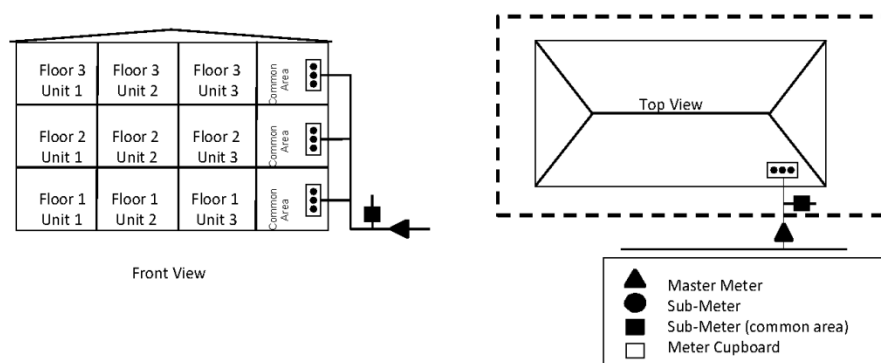 Floor 3
Unit 1
Floor 3
Unit 2
Floor 3
Unit 3
Common
Area
Floor 2
Unit 1
Floor 2
Unit 2
Floor 2
Unit 3
Common
Area
Floor 1
Unit 1
Floor 1
Unit 2
Floor 1
Unit 3
Common
Area
Front View
Top View
Master Meter
Sub-Meter
Sub-Meter (common area)
Meter Cupboard